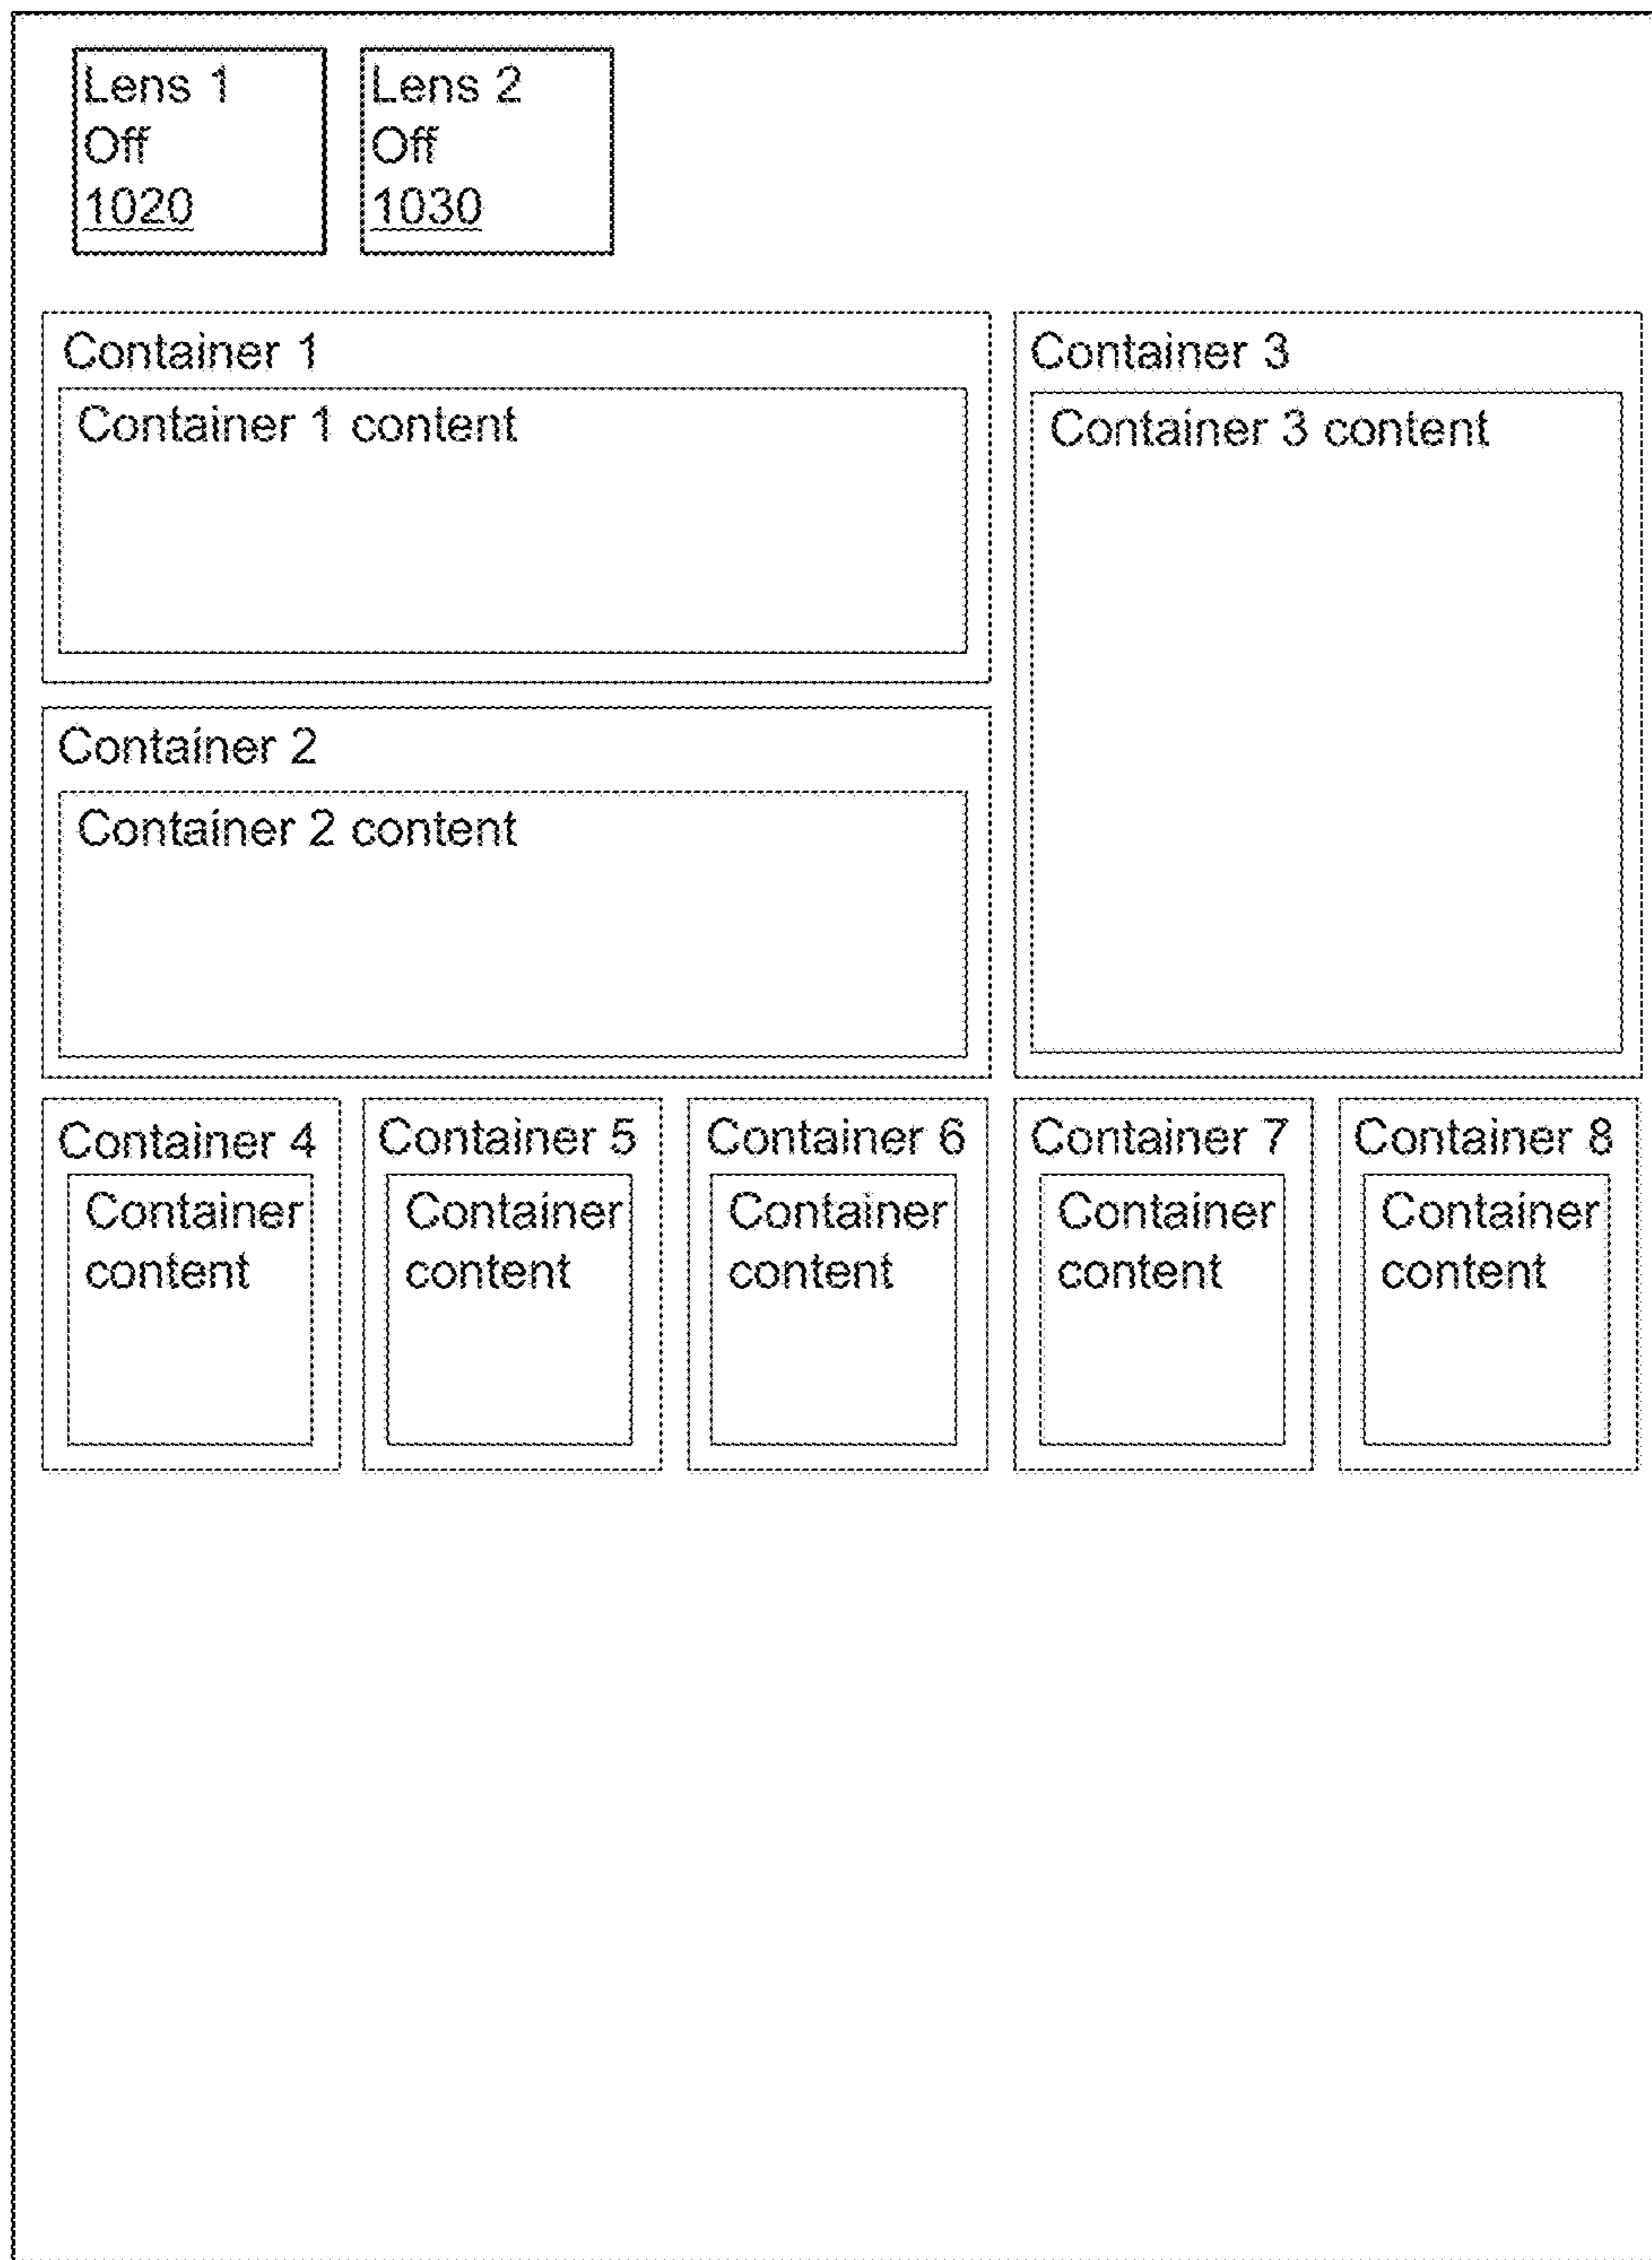 Lens 1
Off
1020
Lens 2
Off
1030
Container 1
Container 1 content
Container 3
Container 3 content
Container 2
Container 2 content
Container 4
Container
content
Container 5
Container
content
Container 6
Container
content
Container 7
Container
content
Container 8
Container
content